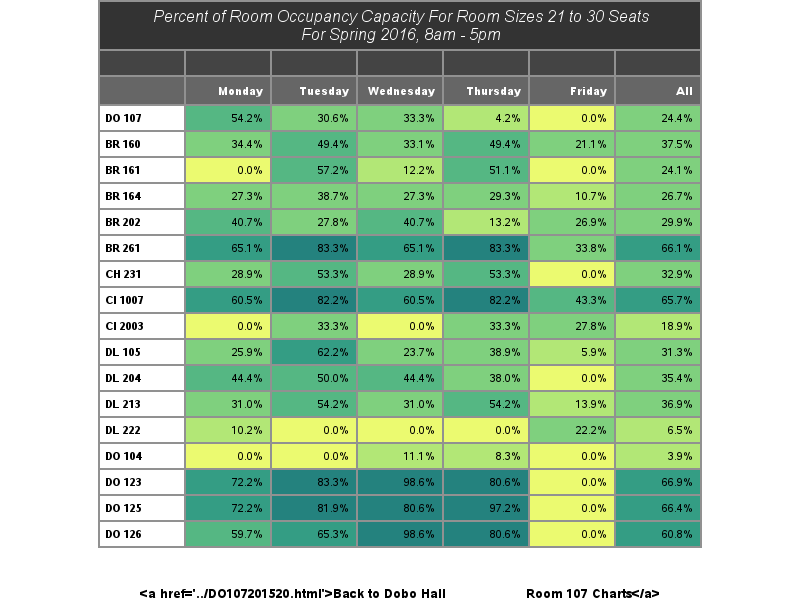 Percent of Room Occupancy Capacity For Room Sizes 21 to 30 Seats
For Spring 2016, 8am - 5pm
Monday Tuesday Wednesday Thursday Friday All
DO 107 54.2% 30.6% 33.3% 4.2% 0.0% 24.4%
BR 160 34.4% 49.4% 33.1% 49.4% 21.1% 37.5%
BR 161 0.0% 57.2% 12.2% 51.1% 0.0% 24.1%
BR 164 27.3% 38.7% 27.3% 29.3% 10.7% 26.7%
BR 202 40.7% 27.8% 40.7% 13.2% 26.9% 29.9%
BR 261 65.1% 83.3% 65.1% 83.3% 33.8% 66.1%
CH 231 28.9% 53.3% 28.9% 53.3% 0.0% 32.9%
CI 1007 60.5% 82.2% 60.5% 82.2% 43.3% 65.7%
CI 2003 0.0% 33.3% 0.0% 33.3% 27.8% 18.9%
DL 105 25.9% 62.2% 23.7% 38.9% 5.9% 31.3%
DL 204 44.4% 50.0% 44.4% 38.0% 0.0% 35.4%
DL 213 31.0% 54.2% 31.0% 54.2% 13.9% 36.9%
DL 222 10.2% 0.0% 0.0% 0.0% 22.2% 6.5%
DO 104 0.0% 0.0% 11.1% 8.3% 0.0% 3.9%
DO 123 72.2% 83.3% 98.6% 80.6% 0.0% 66.9%
DO 125 72.2% 81.9% 80.6% 97.2% 0.0% 66.4%
DO 126 59.7% 65.3% 98.6% 80.6% 0.0% 60.8%
<a href='../DO107201520.html'>Back to Dobo Hall Room 107 Charts</a>